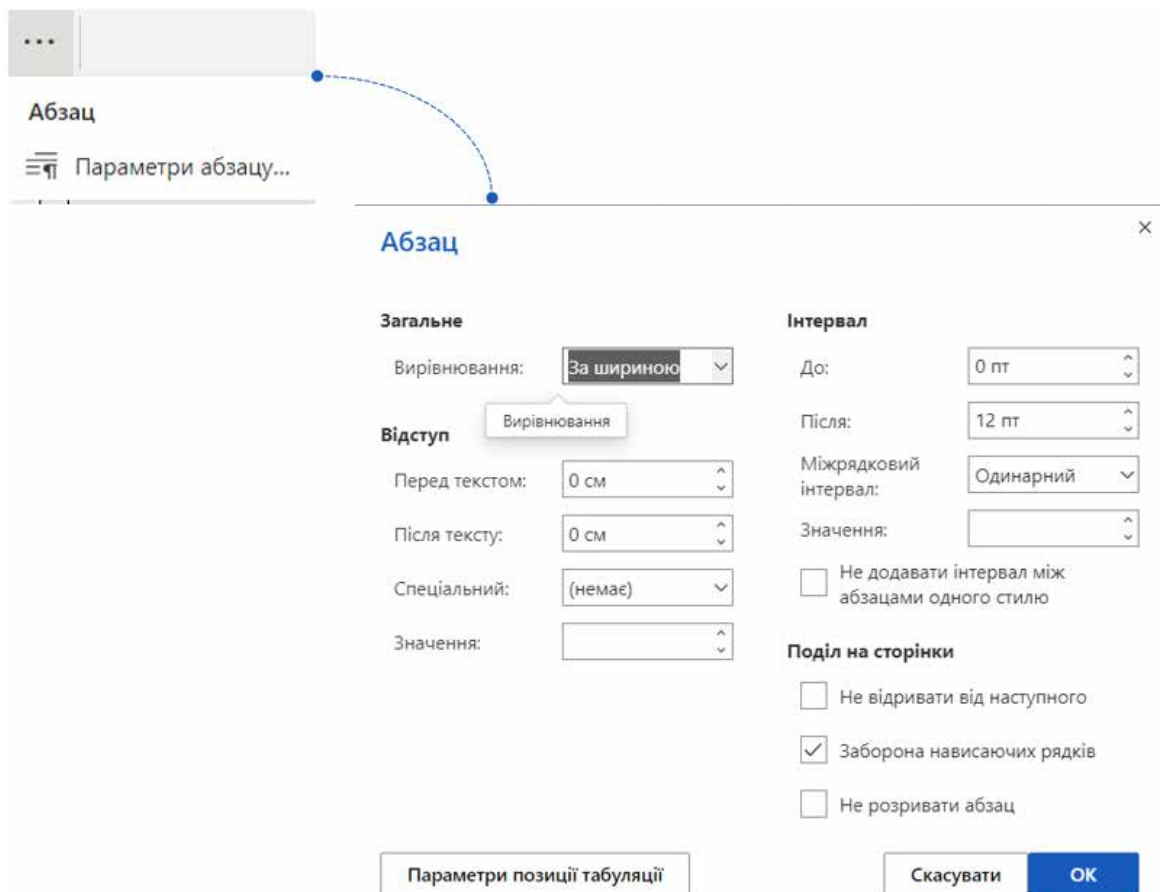 ...
Абзац
Параметри абзацу...
Абзац
Загальне
Вирівнювання:
За шириною
Вирівнювання
Відступ
Перед текстом:
0 см
Після тексту:
0 см
Спеціальний:
(немає)
Значення:
Інтервал
До:
0 пт
Після:
12 пт
Міжрядковий
інтервал:
Одинарний
Значення:
Не додавати інтервал між
абзацами одного стилю
Поділ на сторінки
Не відривати від наступного
Заборона нависаючих рядків
Не розривати абзац
Параметри позиції табуляції
Скасувати
ОК